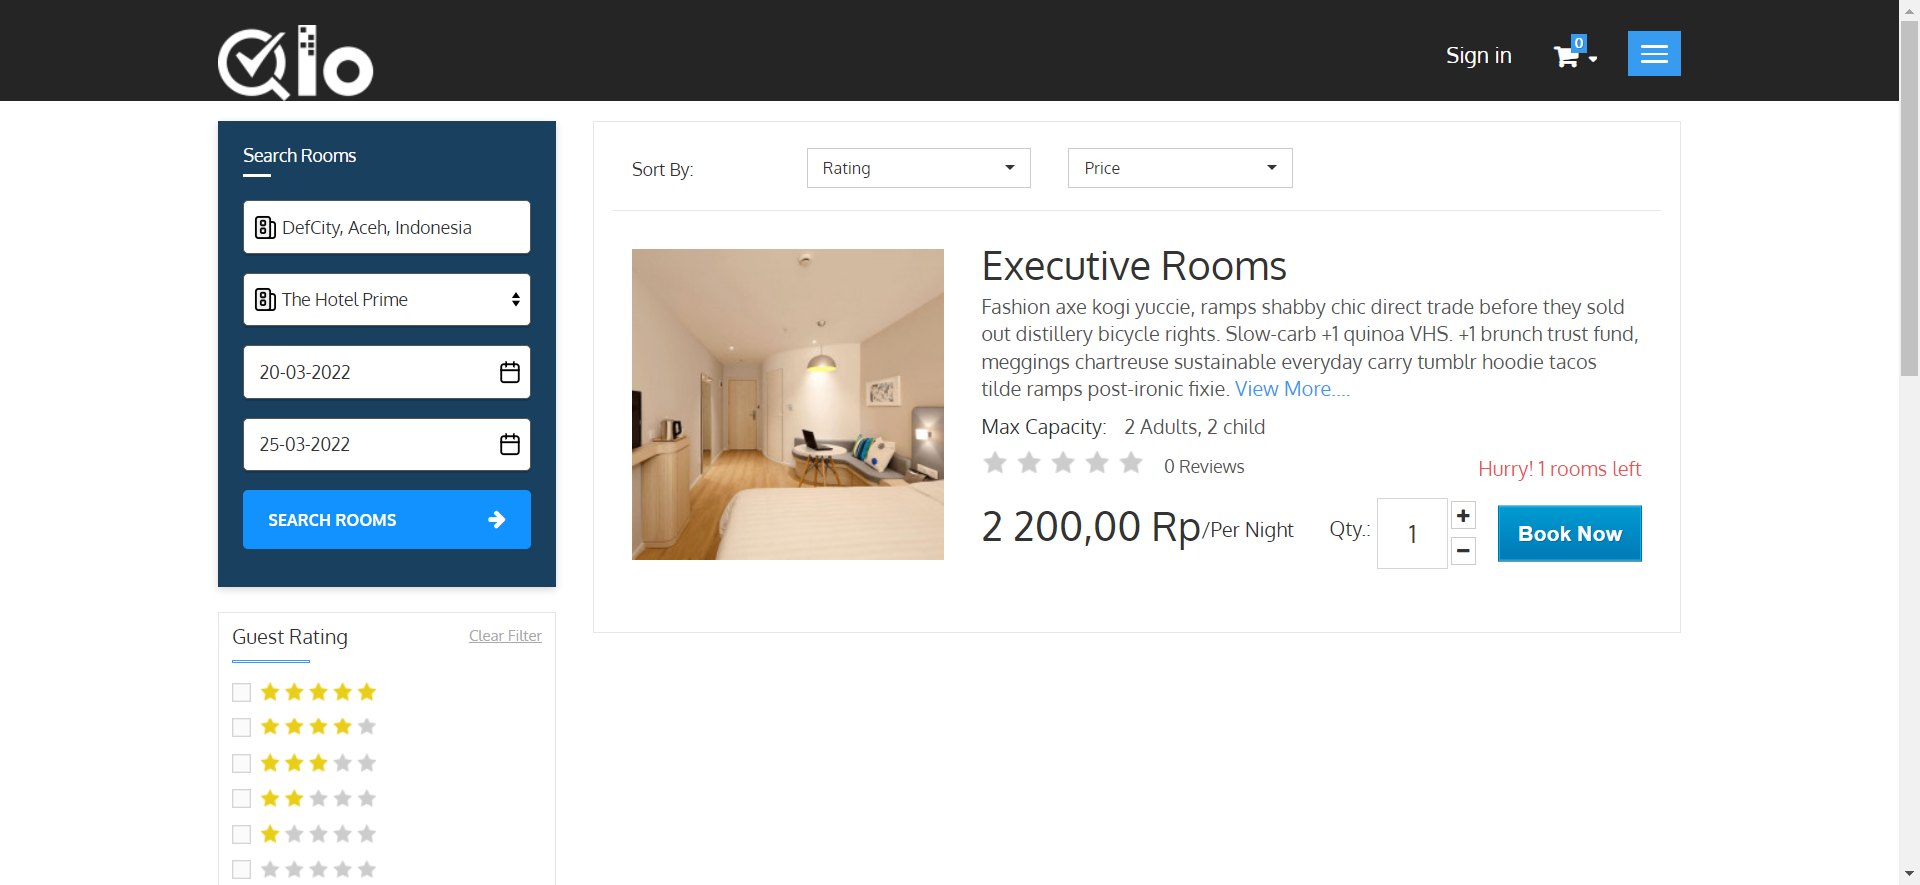 Qlo
Sign in
0
Search Rooms
DefCity, Aceh, Indonesia
The Hotel Prime
20-03-2022
25-03-2022
SEARCH ROOMS
Guest Rating
Clear Filter
Sort By:
Rating
Price
Executive Rooms
Fashion axe kogi yuccie, ramps shabby chic direct trade before they sold
out distillery bicycle rights. Slow-carb +1 quinoa VHS. +1 brunch trust fund,
meggings chartreuse sustainable everyday carry tumblr hoodie tacos
tilde ramps post-ironic fixie. View More....
Max Capacity: 2 Adults, 2 child
0 Reviews
Hurry! 1 rooms left
2 200,00 Rp/Per Night
Qty.:
1
+
−
Book Now